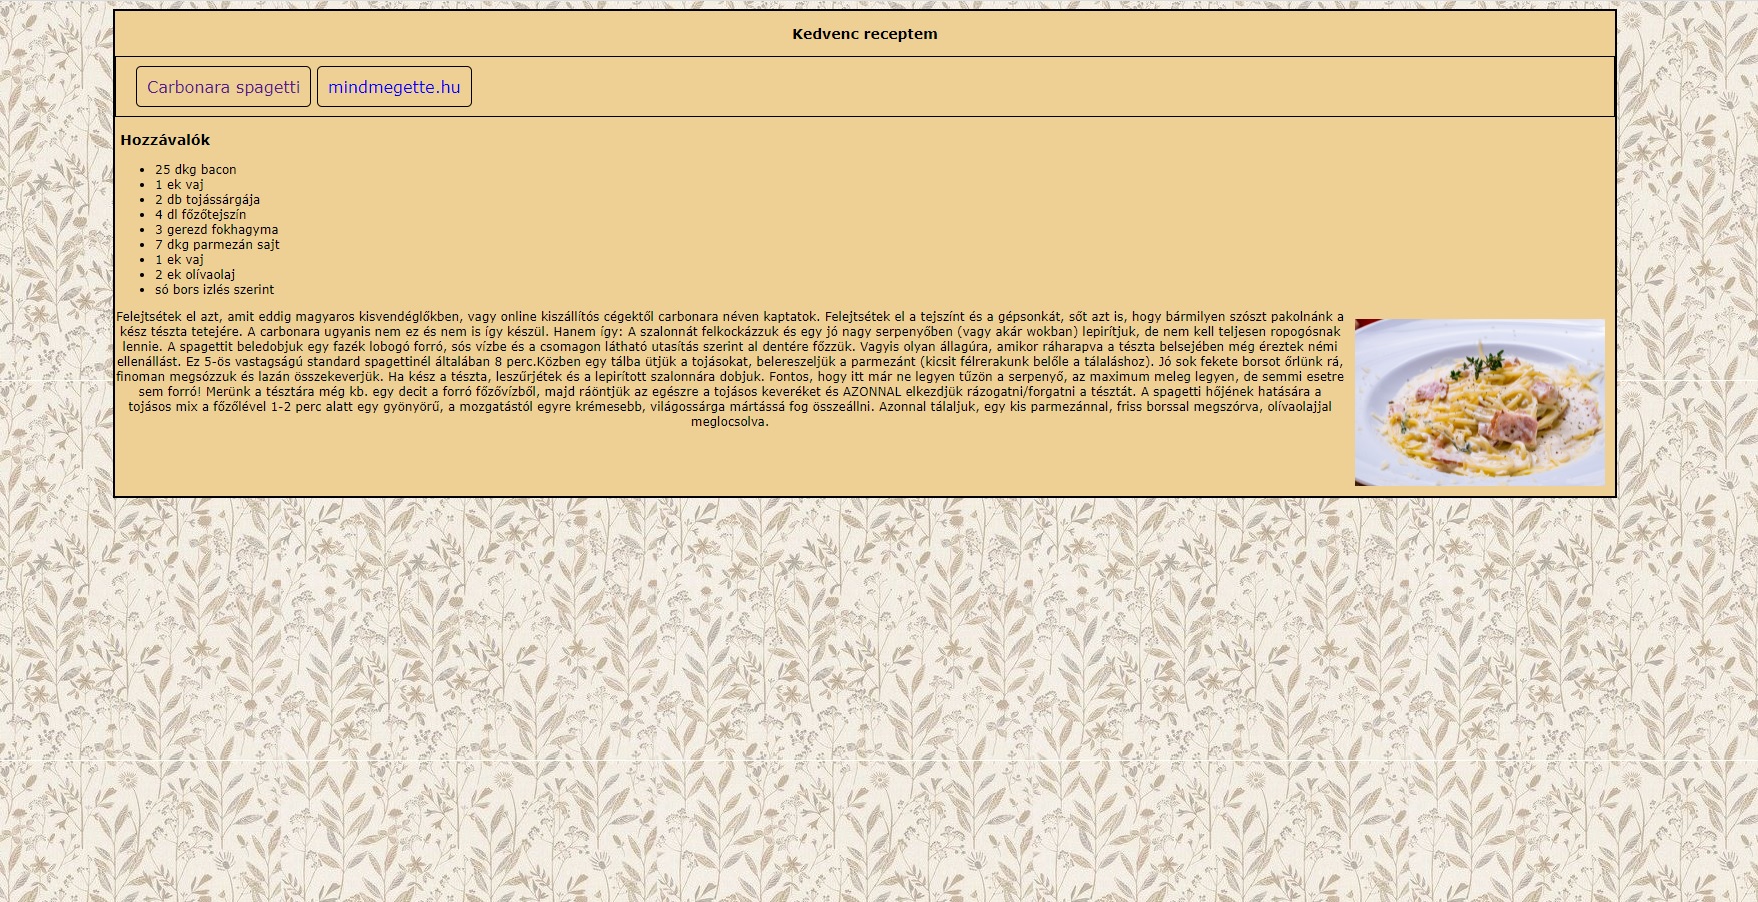 Kedvenc receptem
Carbonara spagetti mindmegette.hu
Hozzávalók
25 dkg bacon
1 ek vaj
2 db tojássárgája
4 dl főzőtejszín
3 gerezd fokhagyma
7 dkg parmezán sajt
1 ek vaj
2 ek olívaolaj
só bors izlés szerint
Felejtsétek el azt, amit eddig magyaros kisvendéglőkben, vagy online kiszállítós cégektől carbonara néven kaptatok. Felejtsétek el a tejszínt és a gépsonkát, sőt azt is, hogy bármilyen szószt pakolnánk a
kész tészta tetejére. A carbonara ugyanis nem ez és nem is így készül. Hanem így: A szalonnát felkockázzuk és egy jó nagy serpenyőben (vagy akár wokban) lepirítjuk, de nem kell teljesen ropogósnak
lennie. A spagettit beledobjuk egy fazék lobogó forró, sós vízbe és a csomagon látható utasítás szerint al dentére főzzük. Vagyis olyan állagúra, amikor ráharapva a tészta belsejében még éreztek némi
ellenállást. Ez 5-ös vastagságú standard spagettinél általában 8 perc.Közben egy tálba ütjük a tojásokat, belereszeljük a parmezánt (kicsit félrerakunk belőle a tálaláshoz). Jó sok fekete borsot őrlünk rá,
finoman megsózzuk és lazán összekeverjük. Ha kész a tészta, leszűrjétek és a lepirított szalonnára dobjuk. Fontos, hogy itt már ne legyen tűzön a serpenyő, az maximum meleg legyen, de semmi esetre
sem forró! Merünk a tésztára még kb. egy decit a forró főzővízből, majd ráöntjük az egészre a tojásos keveréket és AZONNAL elkezdjük rázogatni/forgatni a tésztát. A spagetti hőjének hatására a
tojásos mix a főzőlével 1-2 perc alatt egy gyönyörű, a mozgatástól egyre krémesebb, világossárga mártássá fog összeállni. Azonnal tálaljuk, egy kis parmezánnal, friss borssal megszórva, olívaolajjal
meglocsolva.